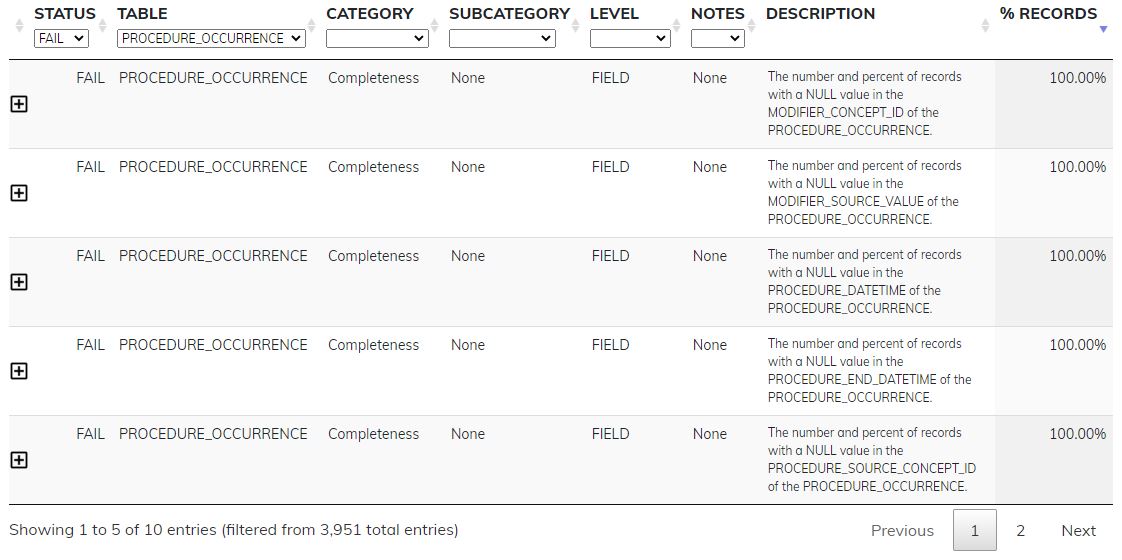 STATUS TABLE CATEGORY SUBCATEGORY LEVEL NOTES DESCRIPTION % RECORDS
FAIL PROCEDURE_OCCURRENCE
FAIL PROCEDURE_OCCURRENCE Completeness None FIELD None The number and percent of records 100.00%
with a NULL value in the
MODIFIER_CONCEPT_ID of the
PROCEDURE_OCCURRENCE.
FAIL PROCEDURE_OCCURRENCE Completeness None FIELD None The number and percent of records 100.00%
with a NULL value in the
MODIFIER_SOURCE_VALUE of the
PROCEDURE_OCCURRENCE.
FAIL PROCEDURE_OCCURRENCE Completeness None FIELD None The number and percent of records 100.00%
with a NULL value in the
PROCEDURE_DATETIME of the
PROCEDURE_OCCURRENCE.
FAIL PROCEDURE_OCCURRENCE Completeness None FIELD None The number and percent of records 100.00%
with a NULL value in the
PROCEDURE_END_DATETIME of the
PROCEDURE_OCCURRENCE.
FAIL PROCEDURE_OCCURRENCE Completeness None FIELD None The number and percent of records 100.00%
with a NULL value in the
PROCEDURE_SOURCE_CONCEPT_ID
of the PROCEDURE_OCCURRENCE.
Showing 1 to 5 of 10 entries (filtered from 3,951 total entries) Previous 1 2 Next